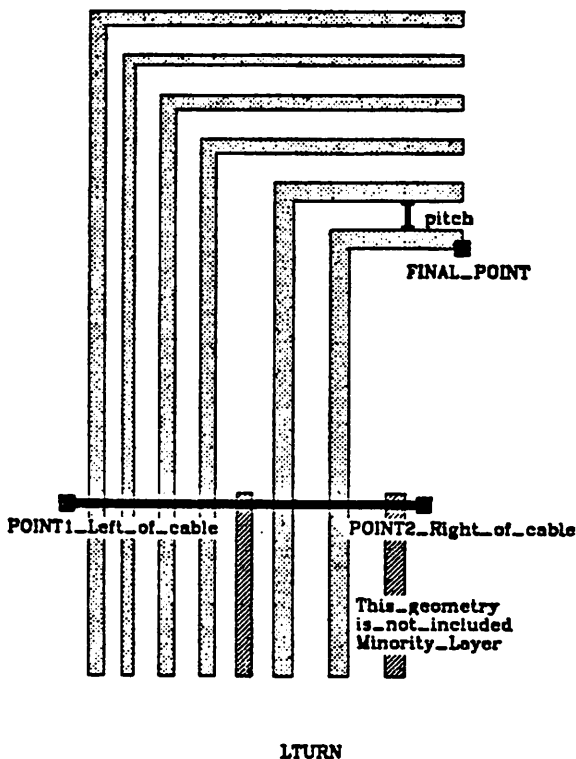 pitch
FINAL_POINT
POINT1_Left_of_cable
POINT2_Right_of_cable
This_geometry
is_not_included
Minority_Layer
LTURN